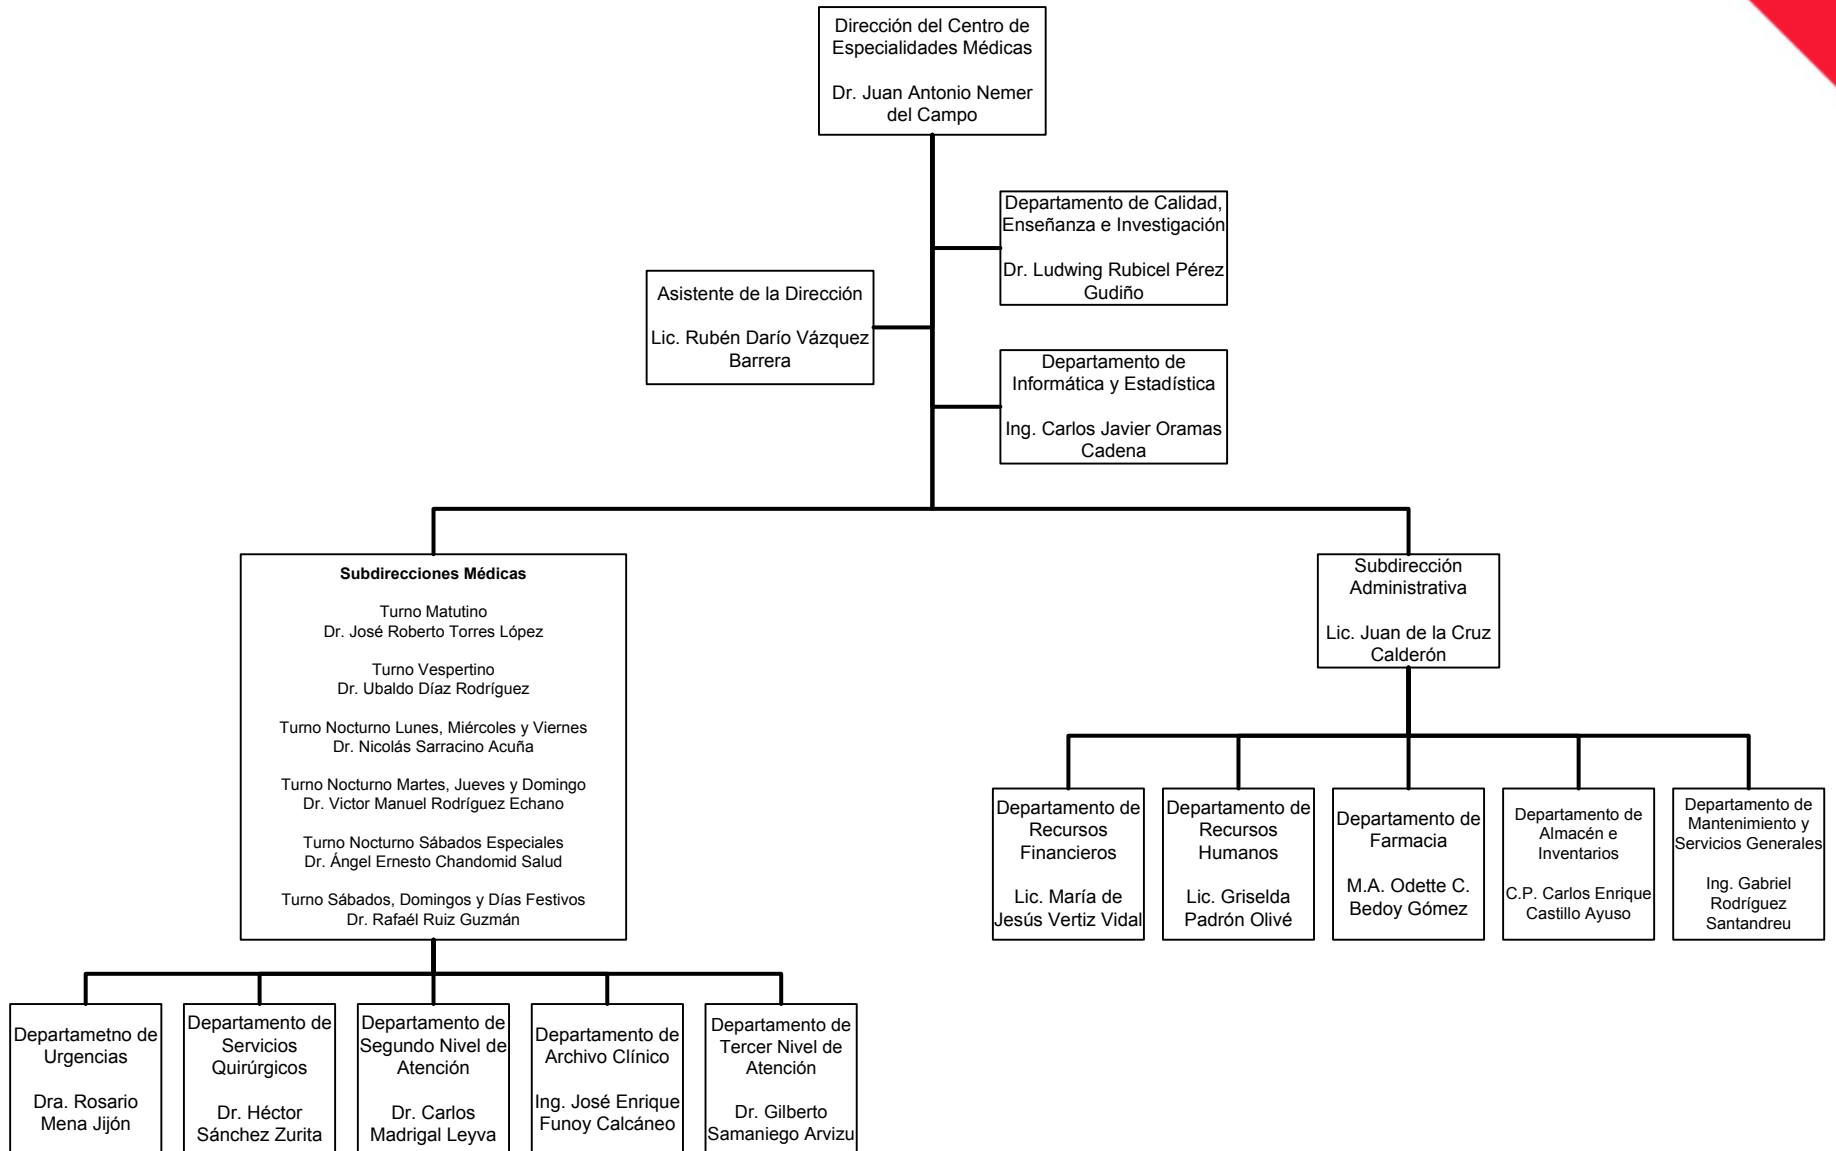 Dirección del Centro de
Especialidades Médicas
Dr. Juan Antonio Nemer
del Campo
Departamento de Calidad,
Enseñanza e Investigación
Dr. Ludwing Rubicel Pérez
Gudiño
Asistente de la Dirección
Lic. Rubén Darío Vázquez
Barrera
Departamento de
Informática y Estadística
Ing. Carlos Javier Oramas
Cadena
Subdirecciones Médicas
Turno Matutino
Dr. José Roberto Torres López
Turno Vespertino
Dr. Ubaldo Díaz Rodríguez
Turno Nocturno Lunes, Miércoles y Viernes
Dr. Nicolás Sarracino Acuña
Turno Nocturno Martes, Jueves y Domingo
Dr. Victor Manuel Rodríguez Echano
Turno Nocturno Sábados Especiales
Dr. Ángel Ernesto Chandomid Salud
Turno Sábados, Domingos y Días Festivos
Dr. Rafaél Ruiz Guzmán
Subdirección
Administrativa
Lic. Juan de la Cruz
Calderón
Departamento de
Recursos
Financieros
Lic. María de
Jesús Vertiz Vidal
Departamento de
Recursos
Humanos
Lic. Griselda
Padrón Olivé
Departamento de
Farmacia
M.A. Odette C.
Bedoy Gómez
Departamento de
Almacén e
Inventarios
C.P. Carlos Enrique
Castillo Ayuso
Departamento de
Mantenimiento y
Servicios Generales
Ing. Gabriel
Rodríguez
Santandreu
Departametno de
Urgencias
Dra. Rosario
Mena Jijón
Departamento de
Servicios
Quirúrgicos
Dr. Héctor
Sánchez Zurita
Departamento de
Segundo Nivel de
Atención
Dr. Carlos
Madrigal Leyva
Departamento de
Archivo Clínico
Ing. José Enrique
Funoy Calcáneo
Departamento de
Tercer Nivel de
Atención
Dr. Gilberto
Samaniego Arvizu